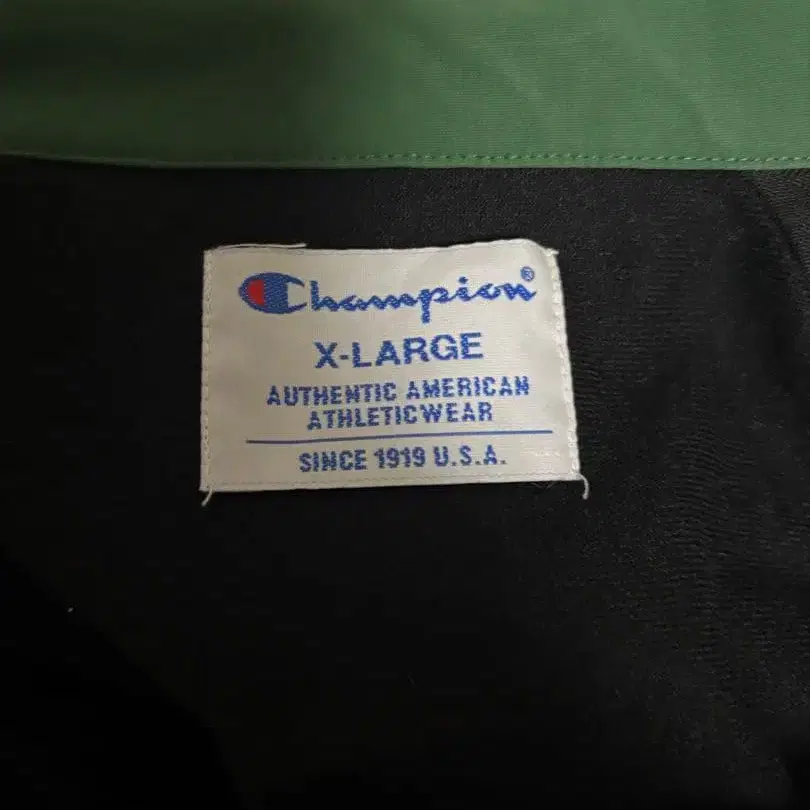 Champion®
X-LARGE
AUTHENTIC AMERICAN
ATHLETICWEAR
SINCE 1919 U.S.A.